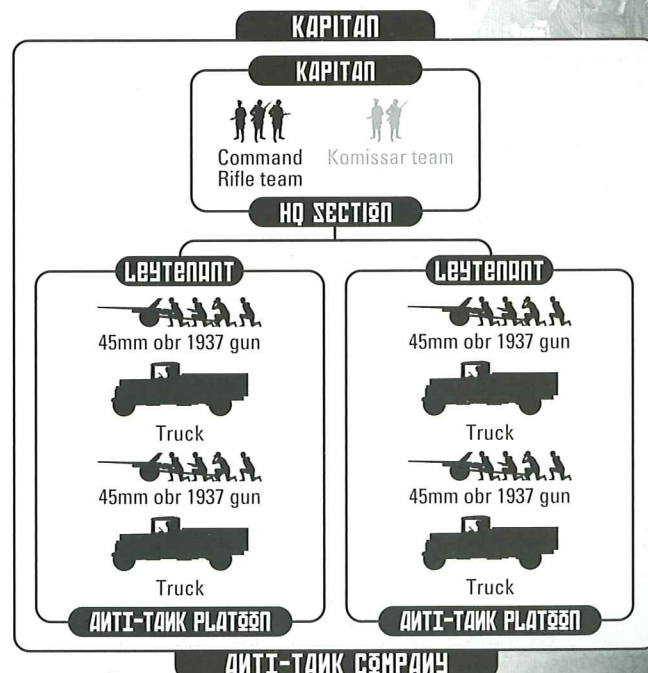 KAPITAN
KAPITAN
Command
Rifle team
Komissar team
HQ SECTION
LEYTENANT
45mm obr 1937 gun
Truck
45mm obr 1937 gun
Truck
ANTI-TANK PLATOON
LEYTENANT
45mm obr 1937 gun
Truck
45mm obr 1937 gun
Truck
ANTI-TANK PLATOON
ANTI-TANK COMPANY